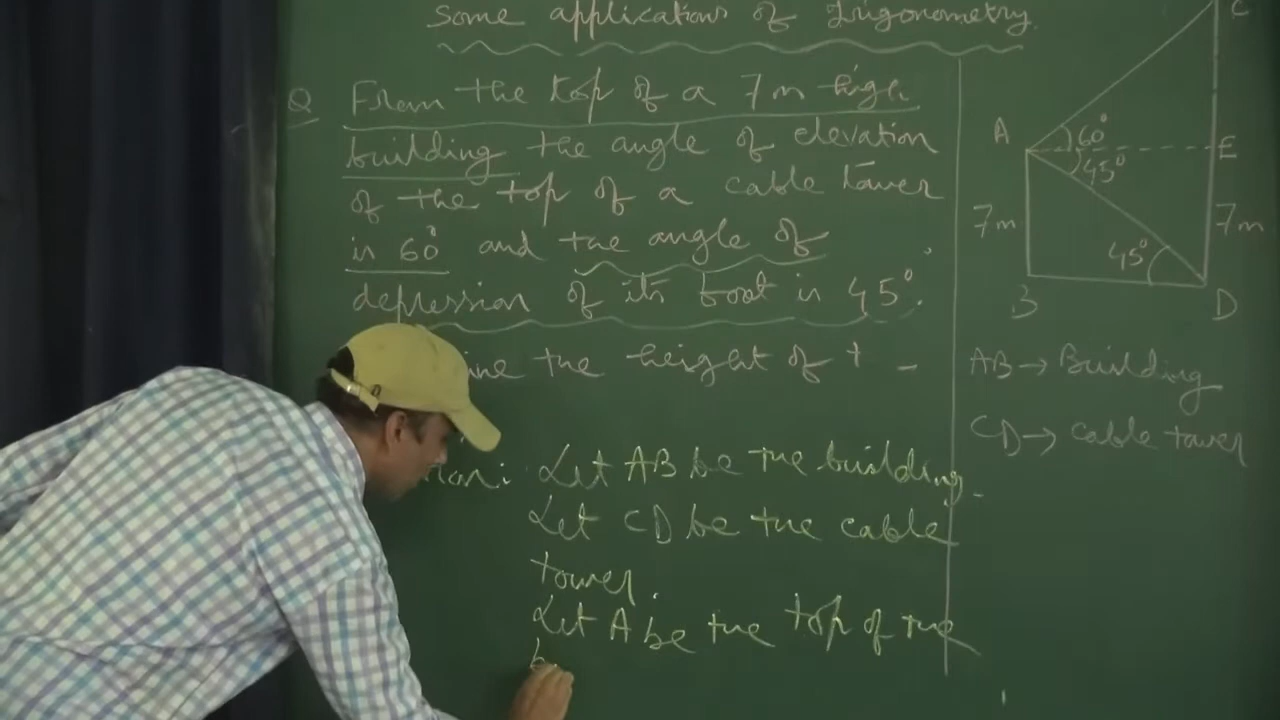 Some applications of Trigonometry.
Q From the top of a 7m high
building the angle of elevation
of the top of a cable tower
is 60° and the angle of
depression of its foot is 45°.
the height of
Let AB be the building.
Let CD be the cable
tower.
Let A be the top of the
b
C
A 60° E
45°
7m 7m
45°
B D
AB → Building
CD → Cable tower